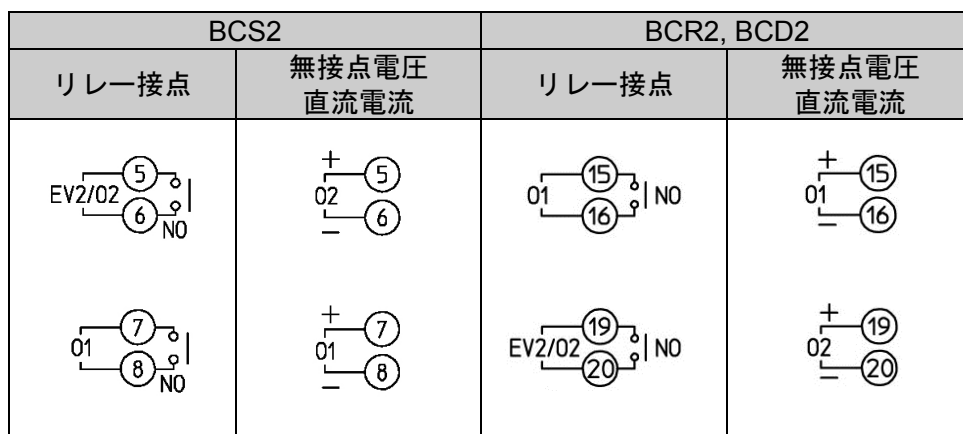 BCS2
BCR2, BCD2
リレー接点
無接点電圧
直流電流
リレー接点
無接点電圧
直流電流
EV2/O2 5 6 NO
+ O2 5 6 −
O1 15 16 NO
+ O1 15 16 −
O1 7 8 NO
+ O1 7 8 −
EV2/O2 19 20 NO
+ O2 19 20 −